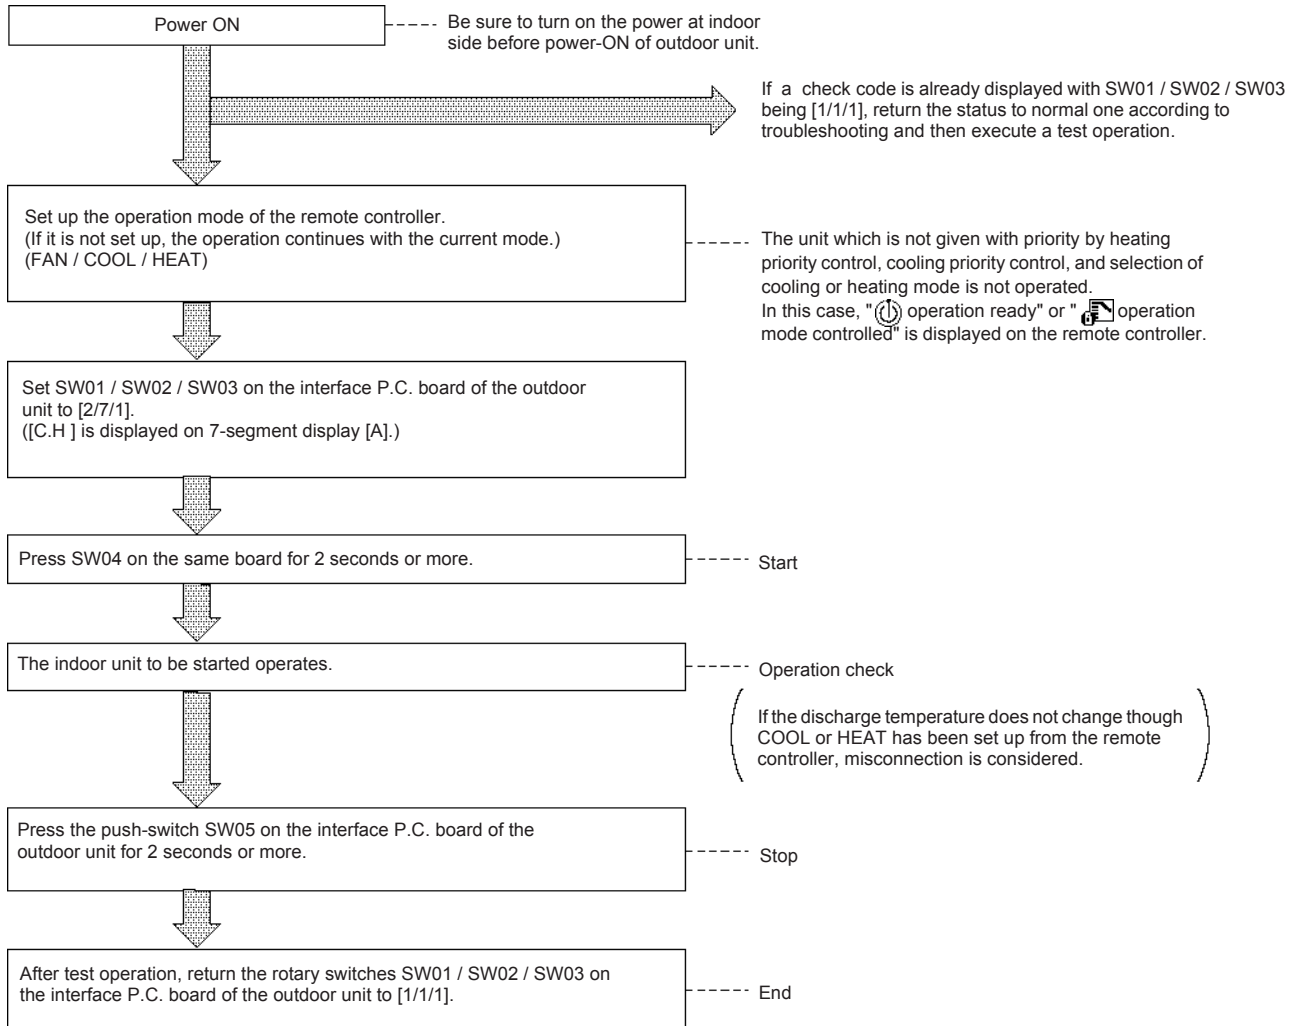 Power ON
Be sure to turn on the power at indoor
side before power-ON of outdoor unit.
If a check code is already displayed with SW01 / SW02 / SW03
being [1/1/1], return the status to normal one according to
troubleshooting and then execute a test operation.
Set up the operation mode of the remote controller.
(If it is not set up, the operation continues with the current mode.)
(FAN / COOL / HEAT)
The unit which is not given with priority by heating
priority control, cooling priority control, and selection of
cooling or heating mode is not operated.
In this case, " operation ready" or " operation
mode controlled" is displayed on the remote controller.
Set SW01 / SW02 / SW03 on the interface P.C. board of the outdoor
unit to [2/7/1].
([C.H ] is displayed on 7-segment display [A].)
Press SW04 on the same board for 2 seconds or more.
Start
The indoor unit to be started operates.
Operation check
If the discharge temperature does not change though
COOL or HEAT has been set up from the remote
controller, misconnection is considered.
Press the push-switch SW05 on the interface P.C. board of the
outdoor unit for 2 seconds or more.
Stop
After test operation, return the rotary switches SW01 / SW02 / SW03 on
the interface P.C. board of the outdoor unit to [1/1/1].
End